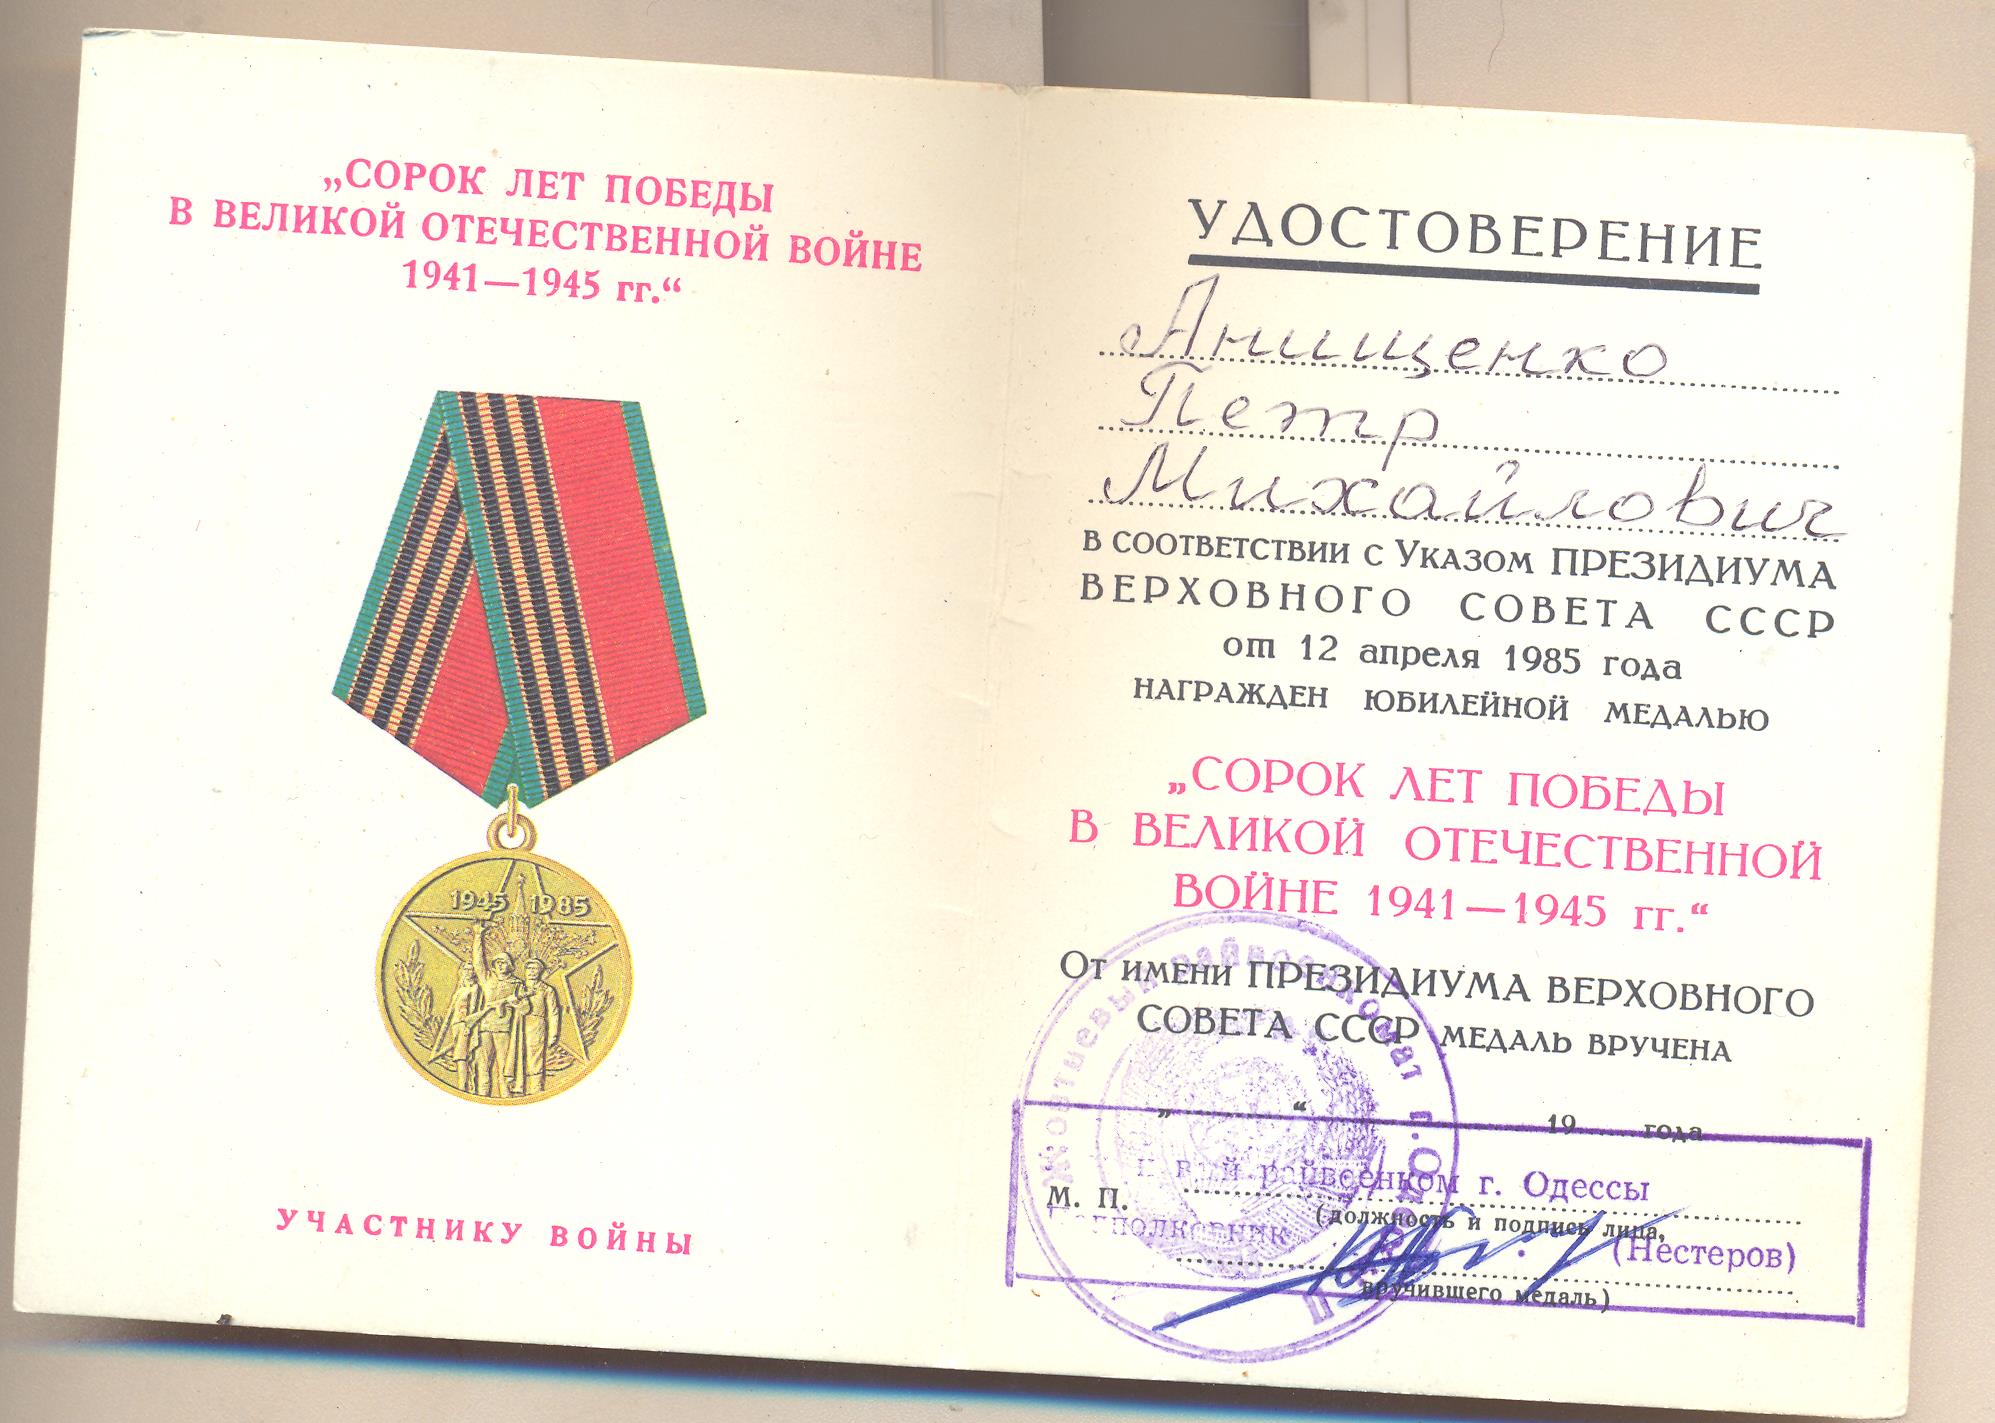 „СОРОК ЛЕТ ПОБЕДЫ
В ВЕЛИКОЙ ОТЕЧЕСТВЕННОЙ ВОЙНЕ
1941—1945 гг.“
1945 1985
УЧАСТНИКУ ВОЙНЫ
УДОСТОВЕРЕНИЕ
Анищенко
Петр
Михайлович
в соответствии с Указом ПРЕЗИДИУМА
ВЕРХОВНОГО СОВЕТА СССР
от 12 апреля 1985 года
НАГРАЖДЕН ЮБИЛЕЙНОЙ МЕДАЛЬЮ
„СОРОК ЛЕТ ПОБЕДЫ
В ВЕЛИКОЙ ОТЕЧЕСТВЕННОЙ
ВОЙНЕ 1941—1945 гг.“
От имени ПРЕЗИДИУМА ВЕРХОВНОГО
СОВЕТА СССР МЕДАЛЬ ВРУЧЕНА
„ “ 19 года
райвоенком г. Одессы
М. П.
(должность и подпись лица,
Подполковник
(Нестеров)
вручившего медаль)
райвоенкомат г.